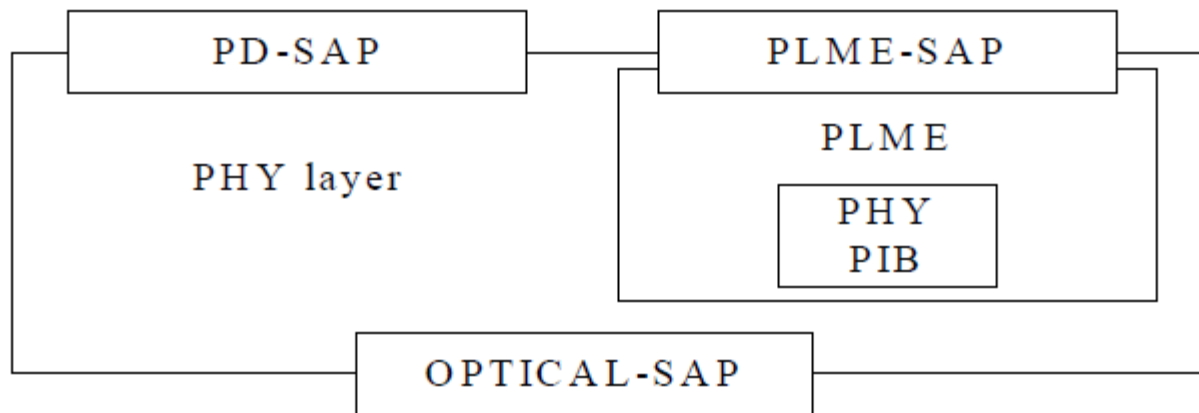 PD-SAP
PLME-SAP
PLME
PHY layer
PHY
PIB
OPTICAL-SAP